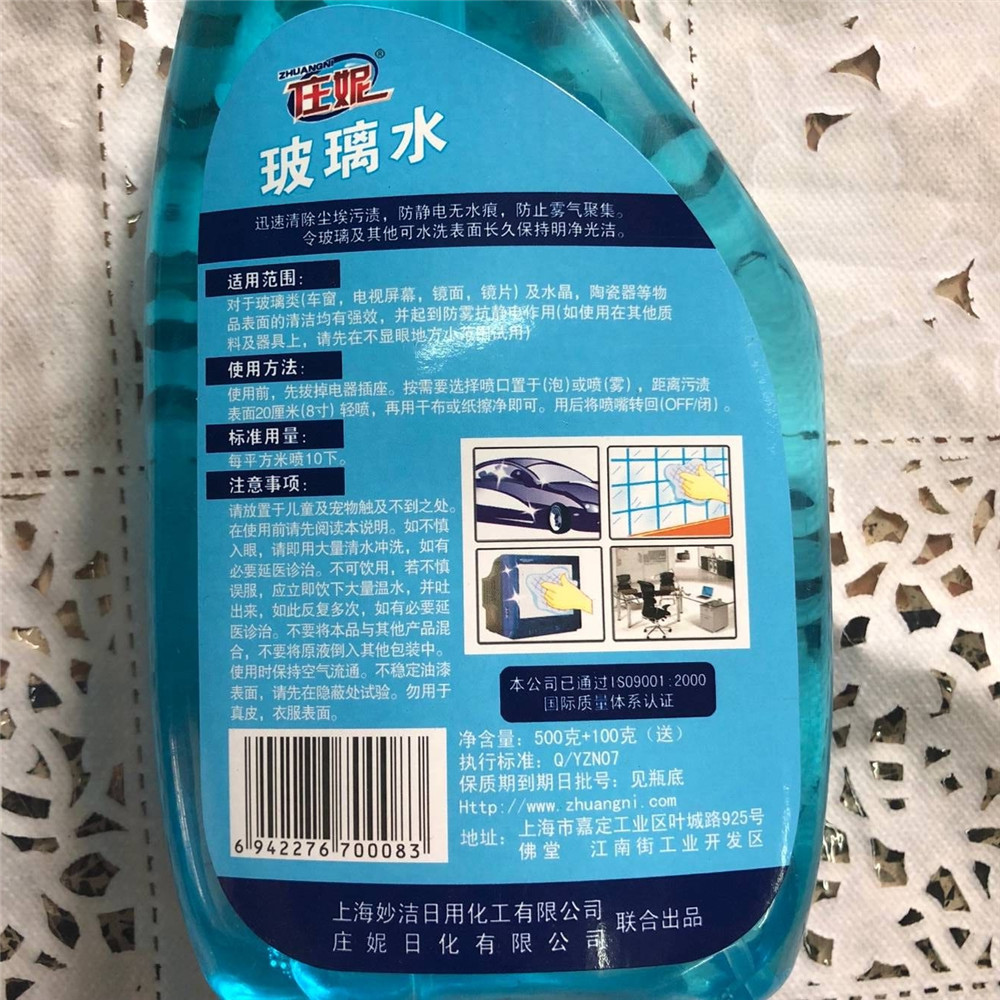 ZHUANGNI
庄妮®
玻璃水
迅速清除尘埃污渍，防静电无水痕，防止雾气聚集。
令玻璃及其他可水洗表面长久保持明净光洁。
适用范围：
对于玻璃类(车窗，电视屏幕，镜面，镜片)及水晶，陶瓷器等物
品表面的清洁均有强效，并起到防雾抗静电作用(如使用在其他质
料及器具上，请先在不显眼地方小范围试用)
使用方法：
使用前，先拔掉电器插座。按需要选择喷口置于(泡)或喷(雾)，距离污渍
表面20厘米(8寸)轻喷，再用干布或纸擦净即可。用后将喷嘴转回(OFF/闭)。
标准用量：
每平方米喷10下。
注意事项：
请放置于儿童及宠物触及不到之处。
在使用前请先阅读本说明。如不慎
入眼，请即用大量清水冲洗，如有
必要延医诊治。不可饮用，若不慎
误服，应立即饮下大量温水，并吐
出来，如此反复多次，如有必要延
医诊治。不要将本品与其他产品混
合，不要将原液倒入其他包装中。
使用时保持空气流通。不稳定油漆
表面，请先在隐蔽处试验。勿用于
真皮，衣服表面。
本公司已通过ISO9001:2000
国际质量体系认证
净含量：500克+100克（送）
执行标准：Q/YZN07
保质期到期日批号：见瓶底
Http://www.zhuangni.com
地址：上海市嘉定工业区叶城路925号
佛堂 江南街工业开发区
6942276700083
上海妙洁日用化工有限公司
庄妮日化有限公司
联合出品